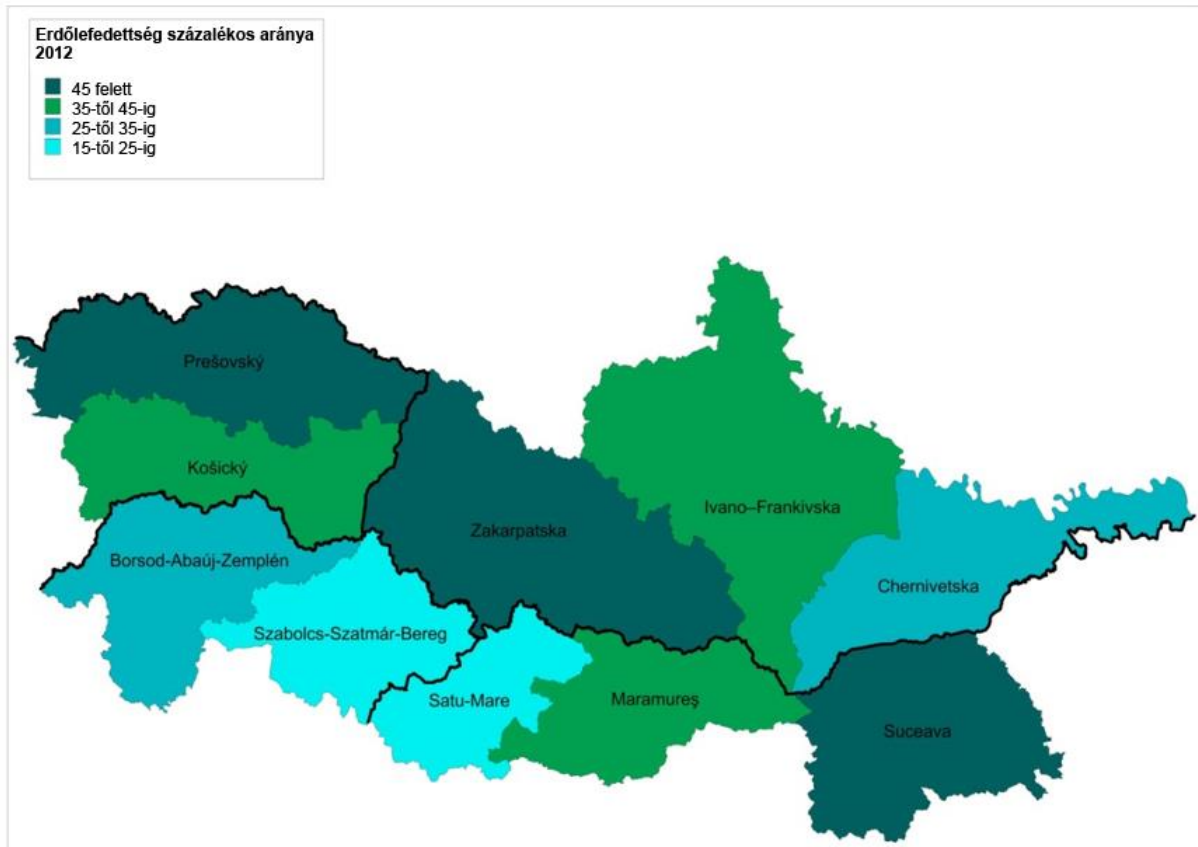 Erdőlefedettség százalékos aránya
2012
45 felett
35-től 45-ig
25-től 35-ig
15-től 25-ig
Prešovský
Košický
Ivano–Frankivska
Zakarpatska
Borsod-Abaúj-Zemplén
Chernivetska
Szabolcs-Szatmár-Bereg
Satu-Mare
Maramureş
Suceava